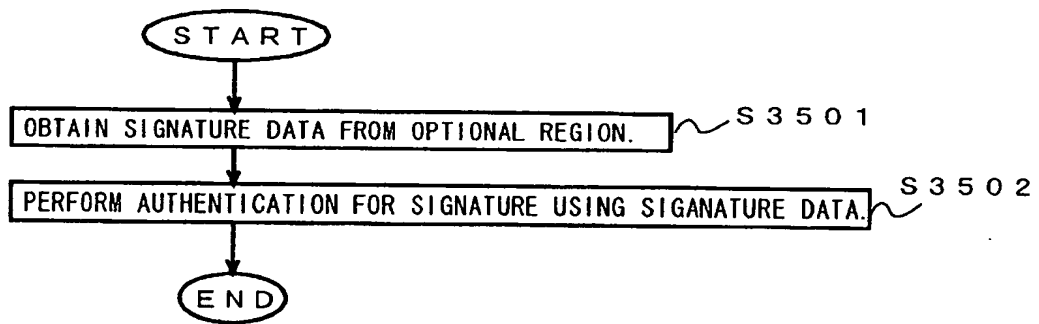 START
OBTAIN SIGNATURE DATA FROM OPTIONAL REGION.
S3501
PERFORM AUTHENTICATION FOR SIGNATURE USING SIGANATURE DATA.
S3502
END